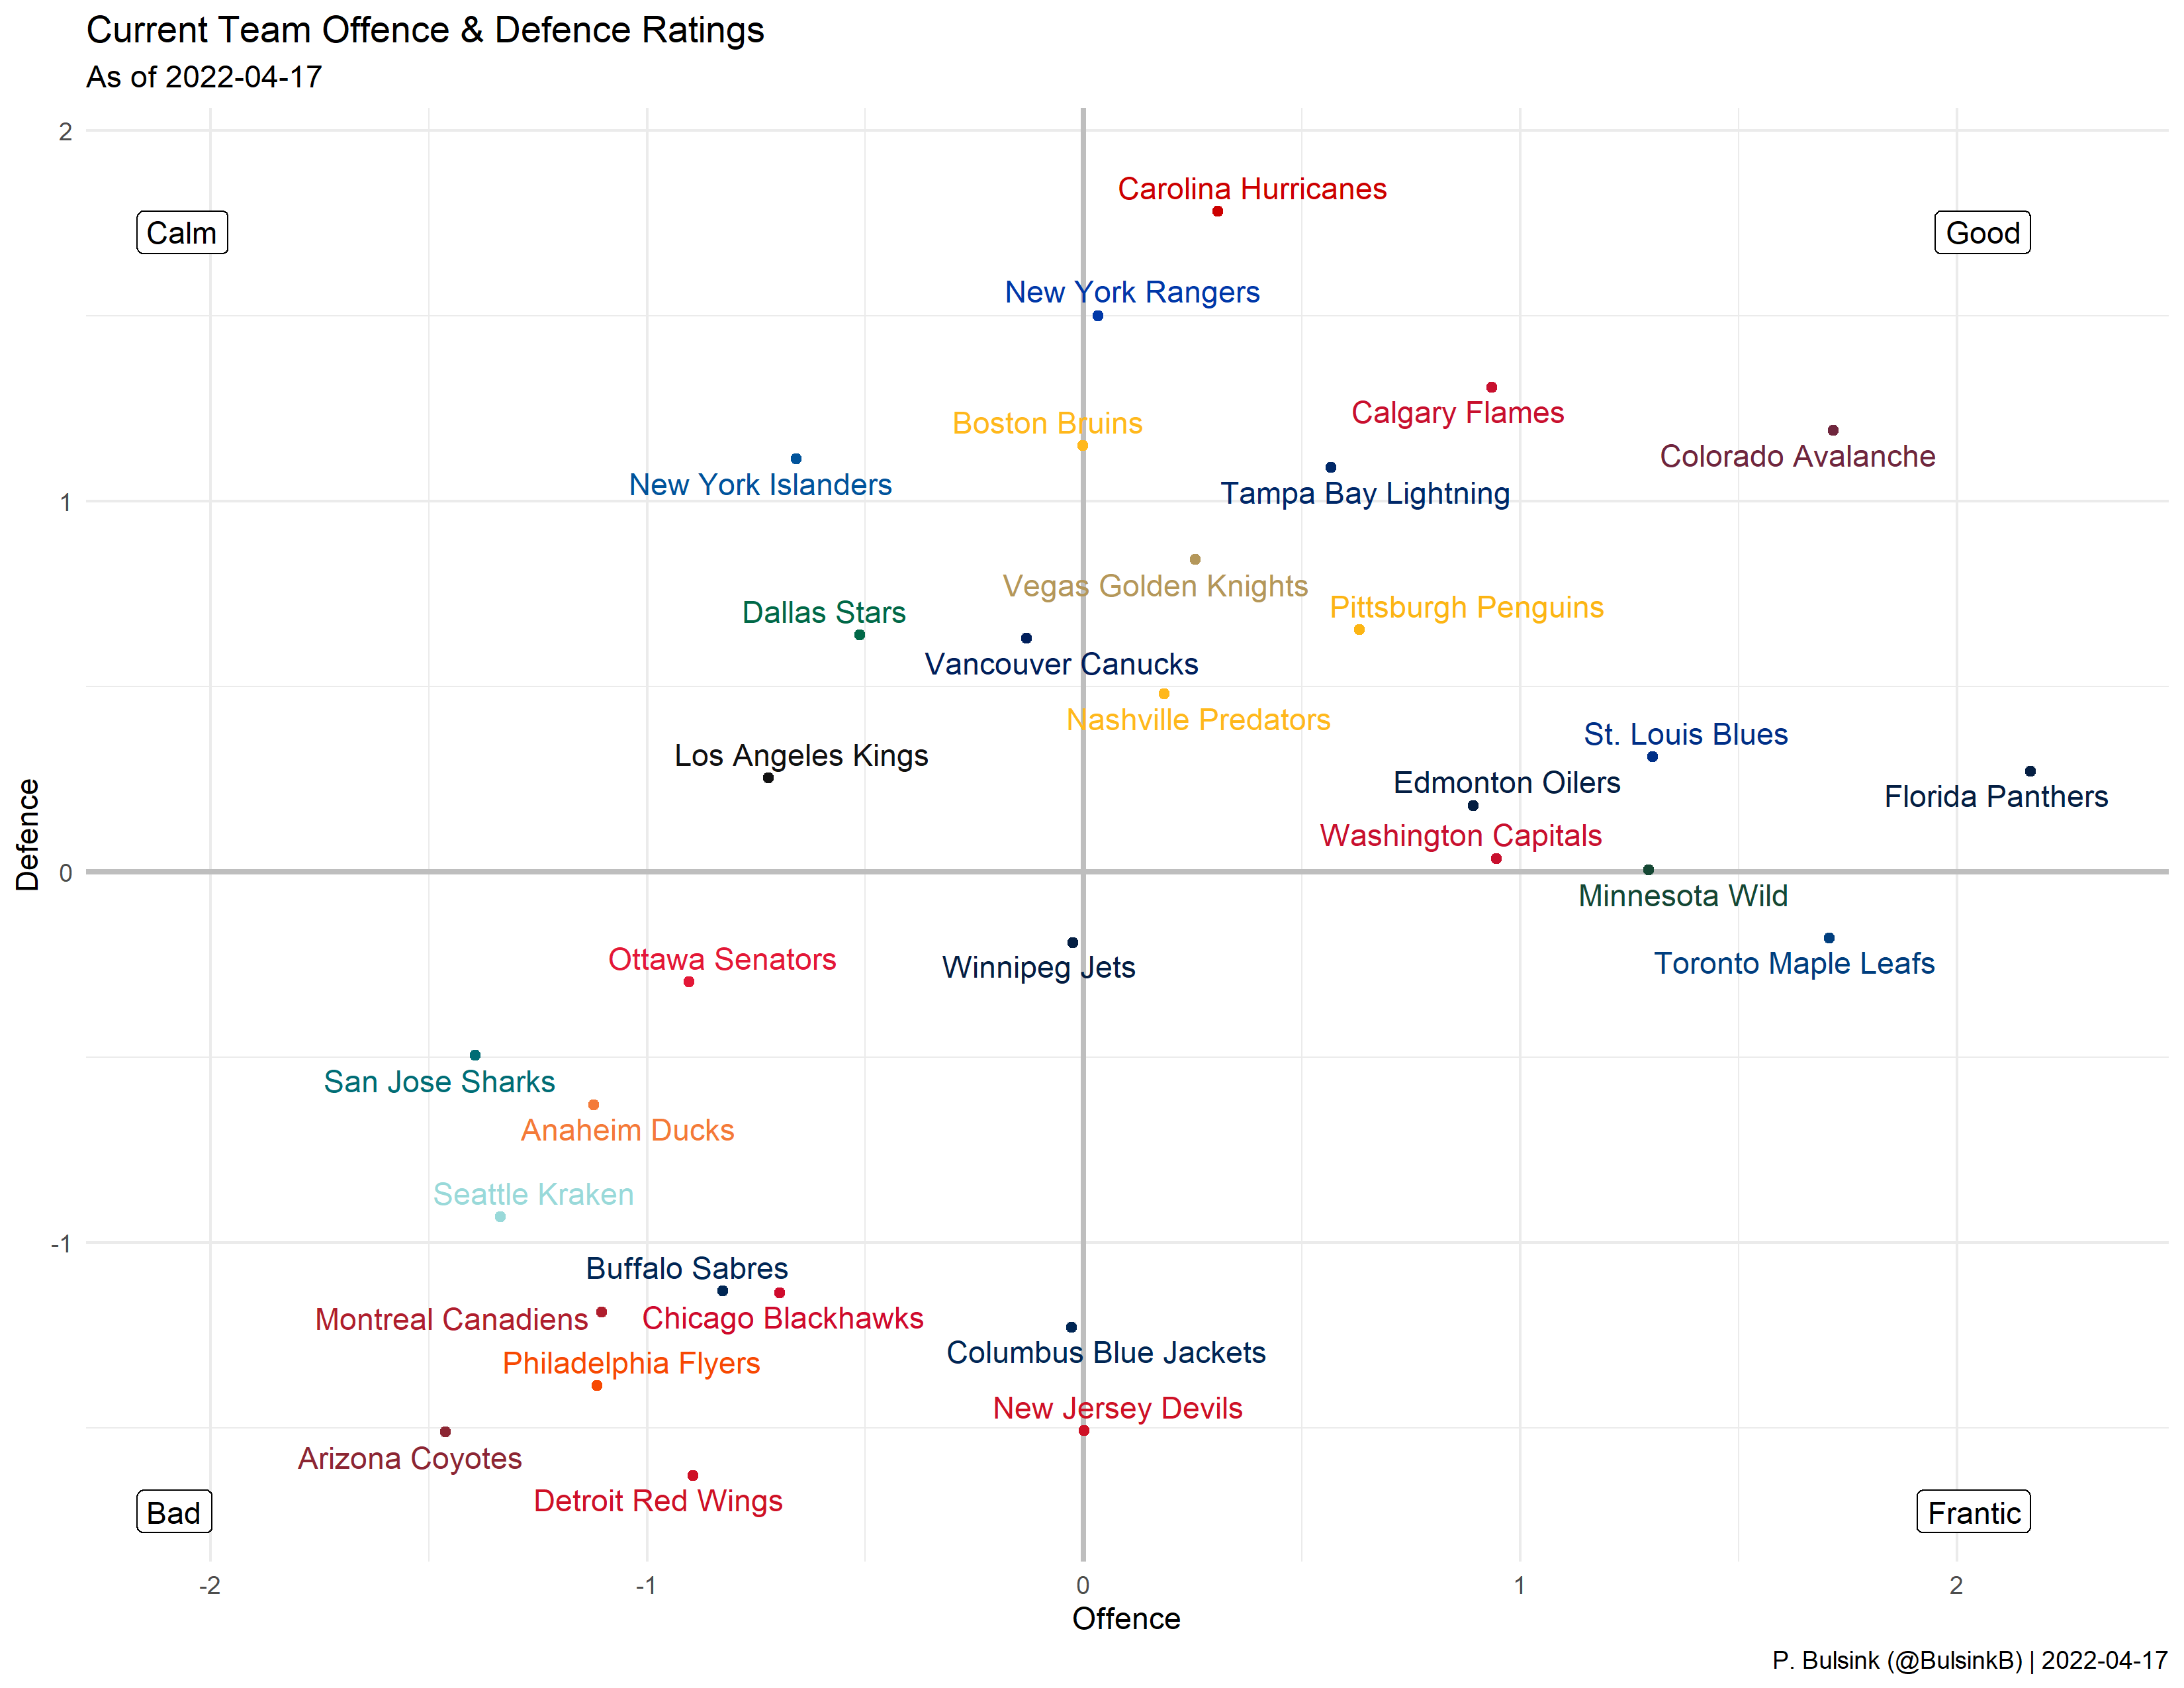 Current Team Offence & Defence Ratings
As of 2022-04-17
2
Carolina Hurricanes
Calm
Good
New York Rangers
Calgary Flames
Boston Bruins
Colorado Avalanche
New York Islanders
Tampa Bay Lightning
1
Vegas Golden Knights
Pittsburgh Penguins
Dallas Stars
Vancouver Canucks
Nashville Predators
St. Louis Blues
Los Angeles Kings
Edmonton Oilers
Florida Panthers
Washington Capitals
Defence
0
Minnesota Wild
Ottawa Senators
Toronto Maple Leafs
Winnipeg Jets
San Jose Sharks
Anaheim Ducks
Seattle Kraken
-1
Buffalo Sabres
Montreal Canadiens
Chicago Blackhawks
Columbus Blue Jackets
Philadelphia Flyers
New Jersey Devils
Arizona Coyotes
Detroit Red Wings
Bad
Frantic
-2
-1
0
1
2
Offence
P. Bulsink (@BulsinkB) | 2022-04-17